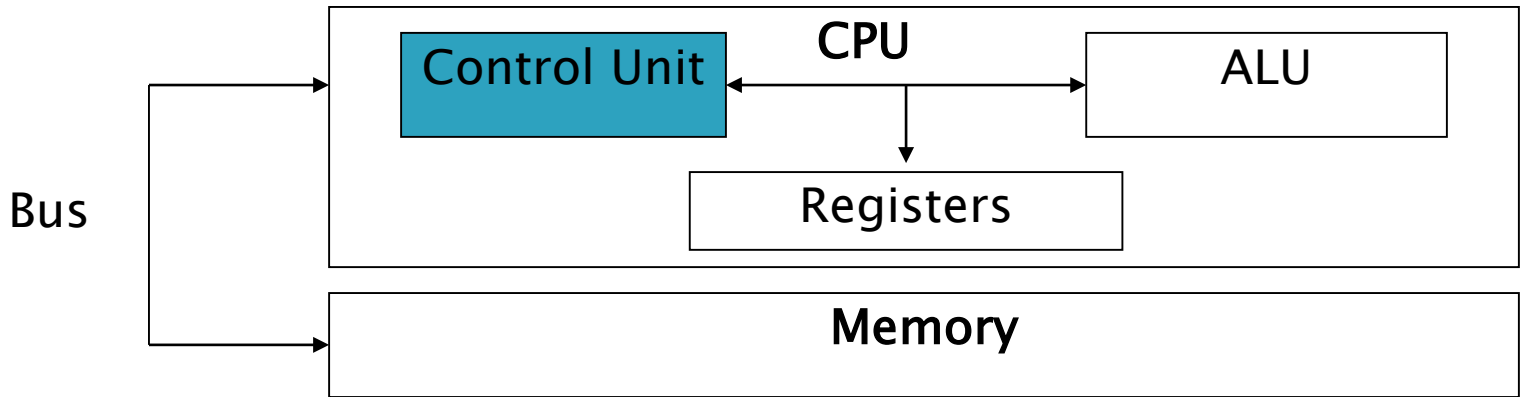 CPU
Control Unit
ALU
Bus
Registers
Memory